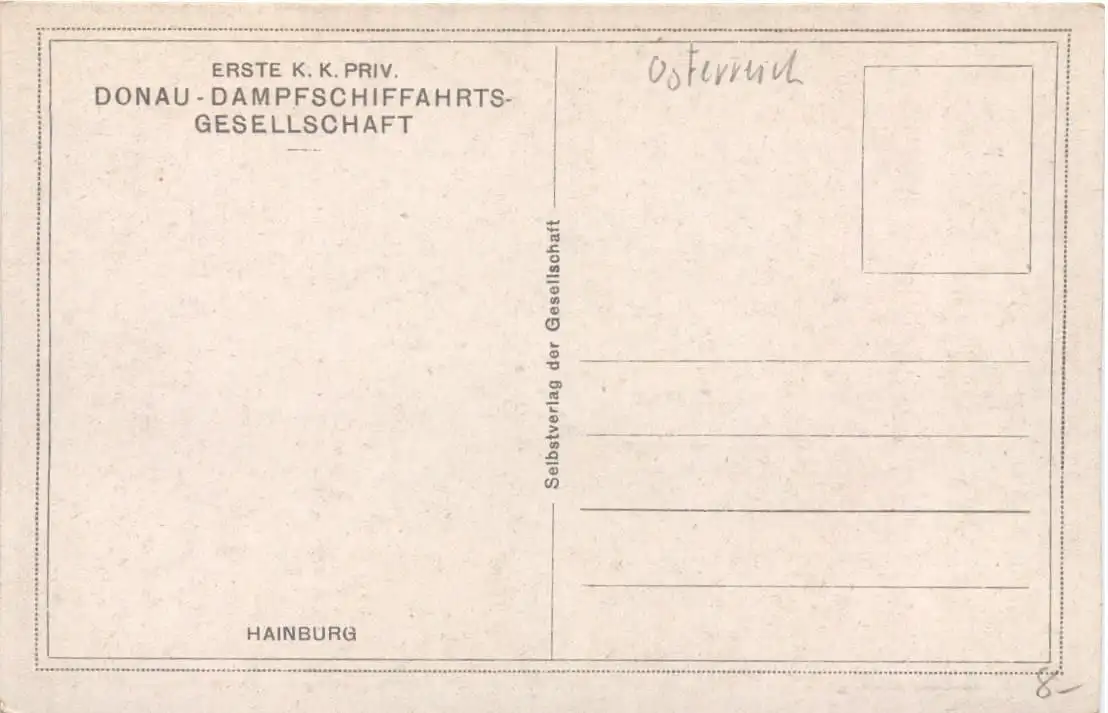 ERSTE K. K. PRIV.
DONAU-DAMPFSCHIFFAHRTS-
GESELLSCHAFT
HAINBURG
Selbstverlag der Gesellschaft
Österreich
8-